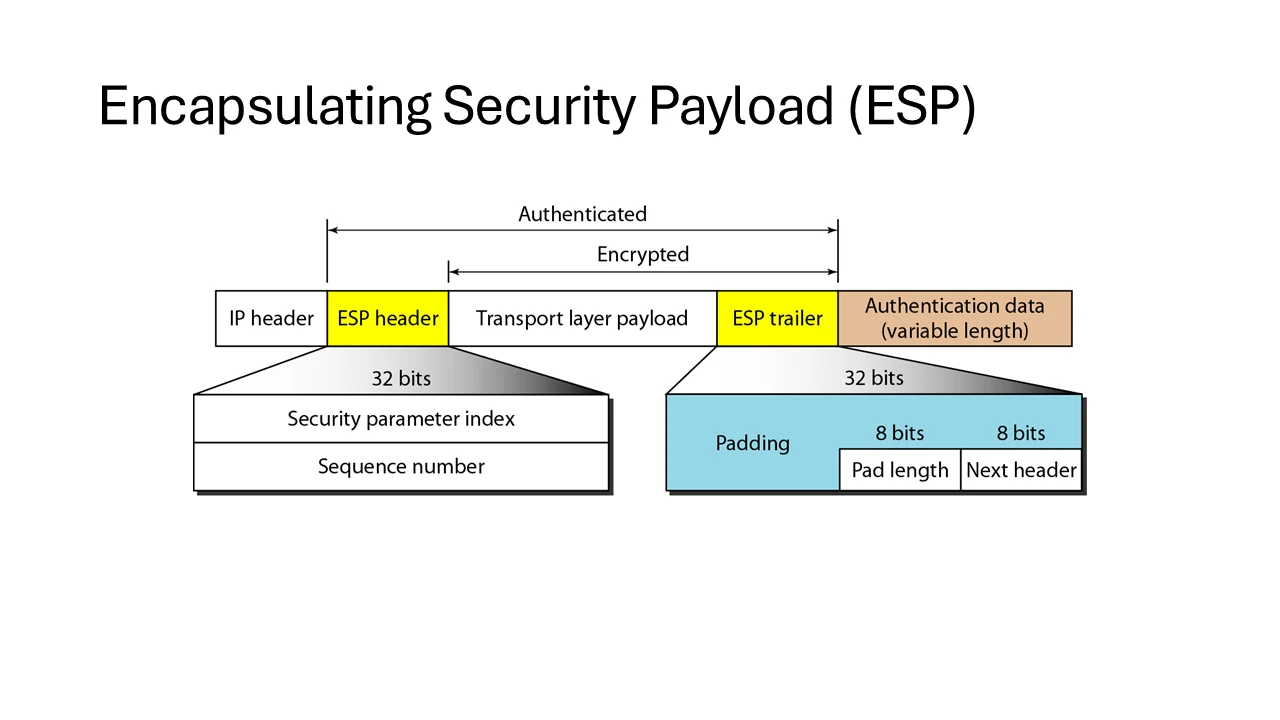 Encapsulating Security Payload (ESP)
Authenticated
Encrypted
IP header
ESP header
Transport layer payload
ESP trailer
Authentication data
(variable length)
32 bits
Security parameter index
Sequence number
32 bits
Padding
8 bits
8 bits
Pad length
Next header